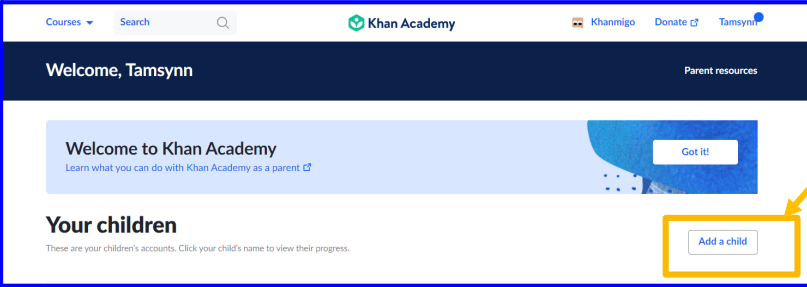 Courses Search Khan Academy Khanmigo Donate Tamsynn
Welcome, Tamsynn
Parent resources
Welcome to Khan Academy
Learn what you can do with Khan Academy as a parent
Got it!
Your children
These are your children's accounts. Click your child's name to view their progress.
Add a child